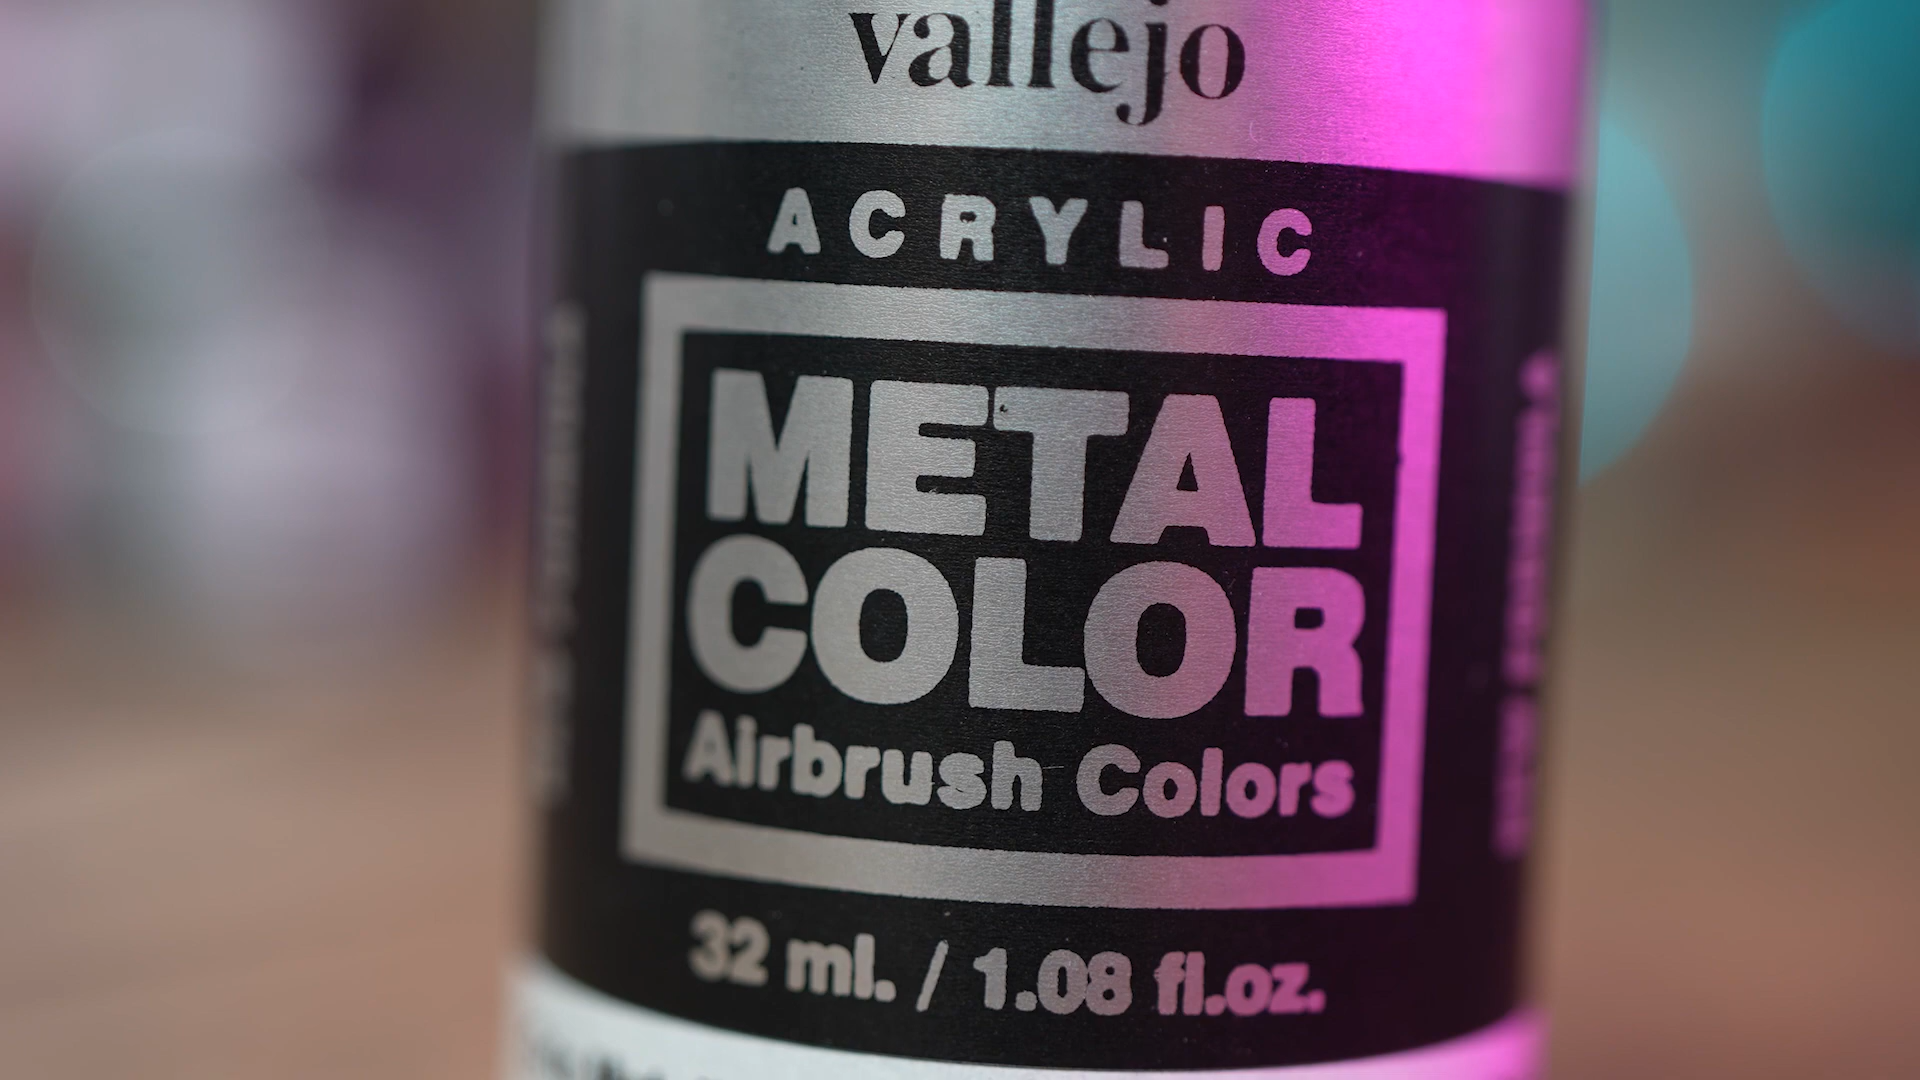 vallejo
ACRYLIC
METAL
COLOR
Airbrush Colors
32 ml. / 1.08 fl.oz.